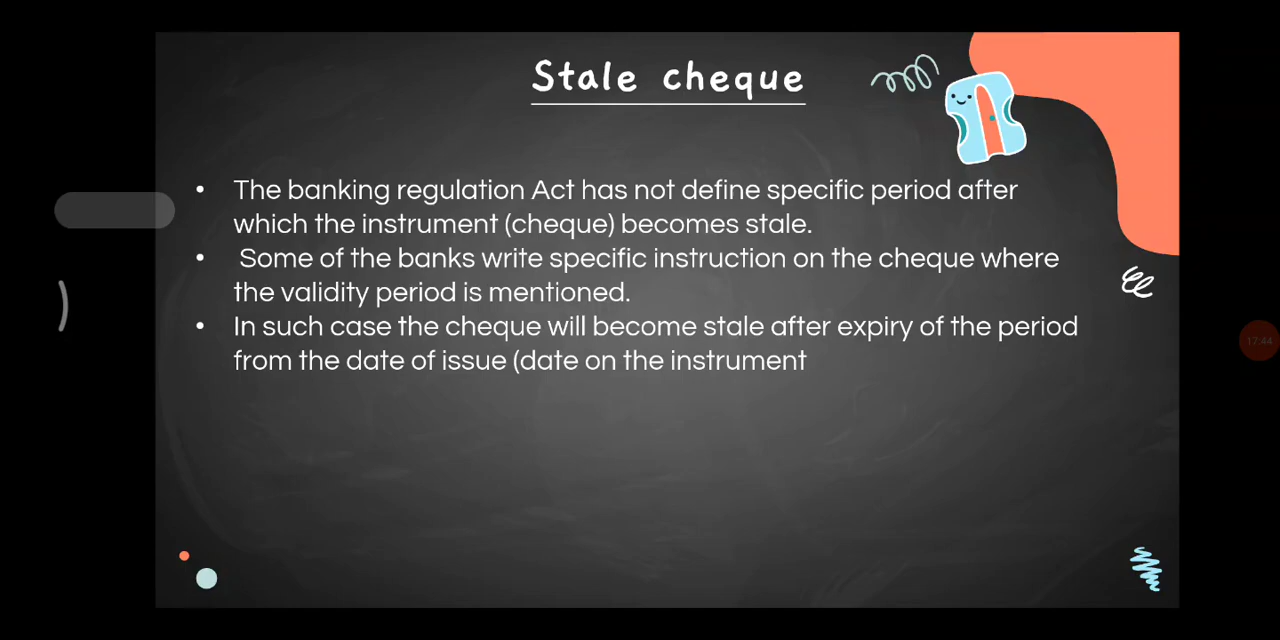 Stale cheque
• The banking regulation Act has not define specific period after
which the instrument (cheque) becomes stale.
• Some of the banks write specific instruction on the cheque where
the validity period is mentioned.
• In such case the cheque will become stale after expiry of the period
from the date of issue (date on the instrument
17:44